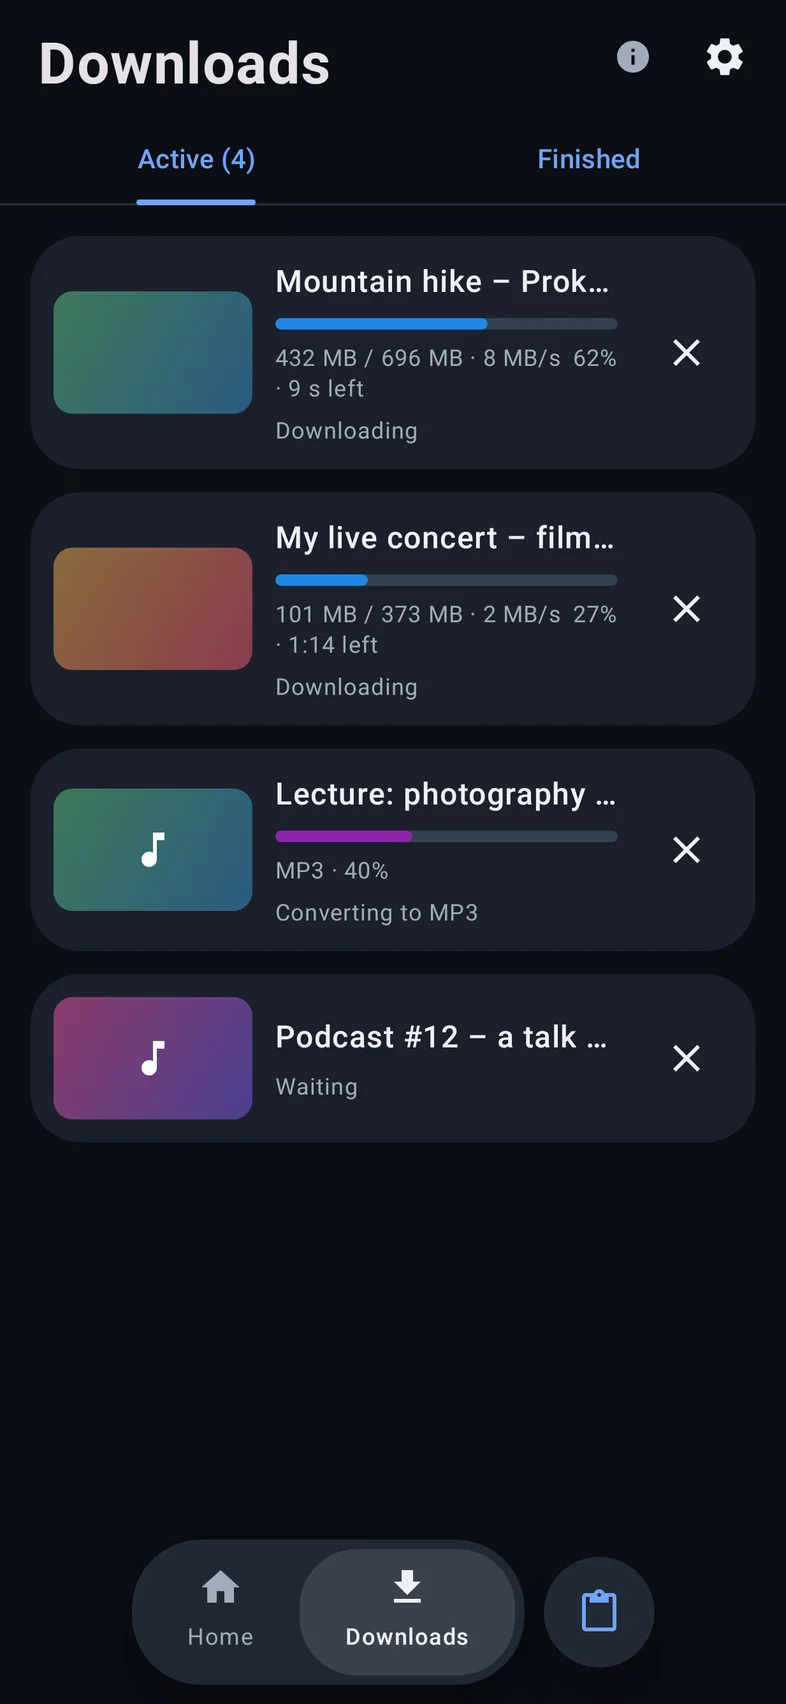 Downloads
Active (4)
Finished
Mountain hike – Prok…
432 MB / 696 MB · 8 MB/s 62%
· 9 s left
Downloading
My live concert – film…
101 MB / 373 MB · 2 MB/s 27%
· 1:14 left
Downloading
Lecture: photography …
MP3 · 40%
Converting to MP3
Podcast #12 – a talk …
Waiting
Home
Downloads